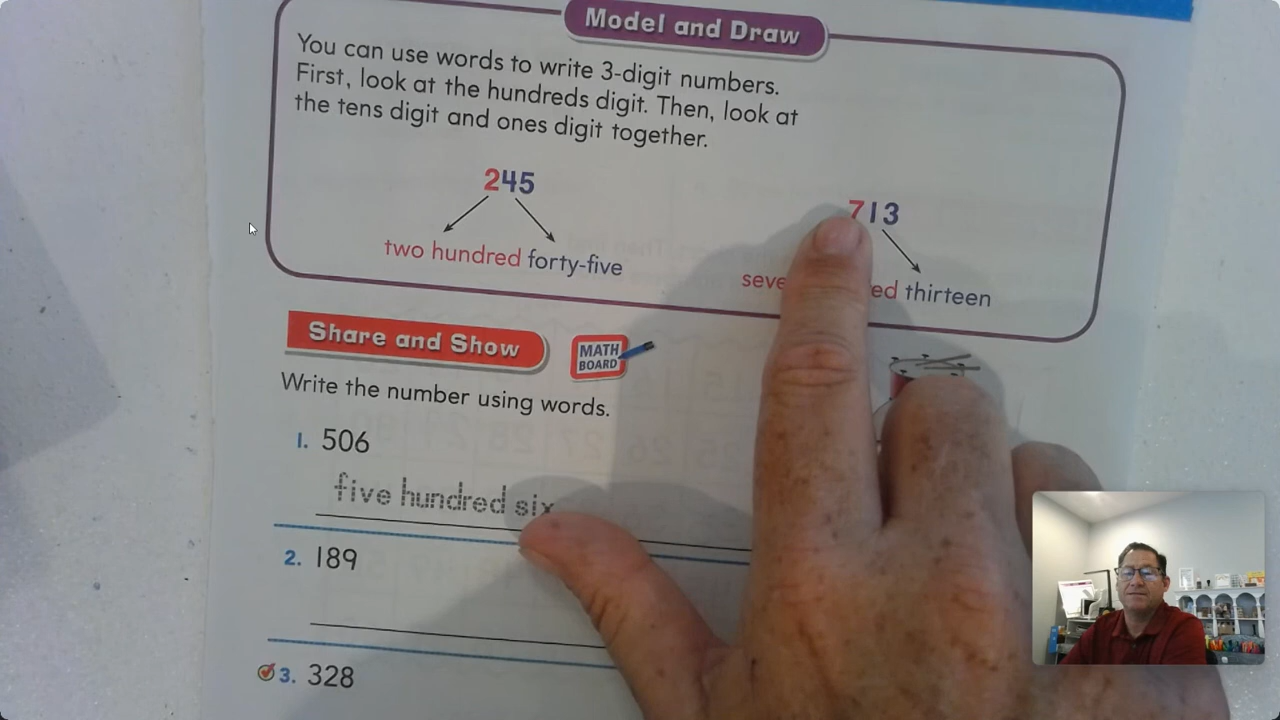 Model and Draw
You can use words to write 3-digit numbers.
First, look at the hundreds digit. Then, look at
the tens digit and ones digit together.
245
713
two hundred forty-five
thirteen
Share and Show
MATH
BOARD
Write the number using words.
1. 506
five hundred six
2. 189
3. 328